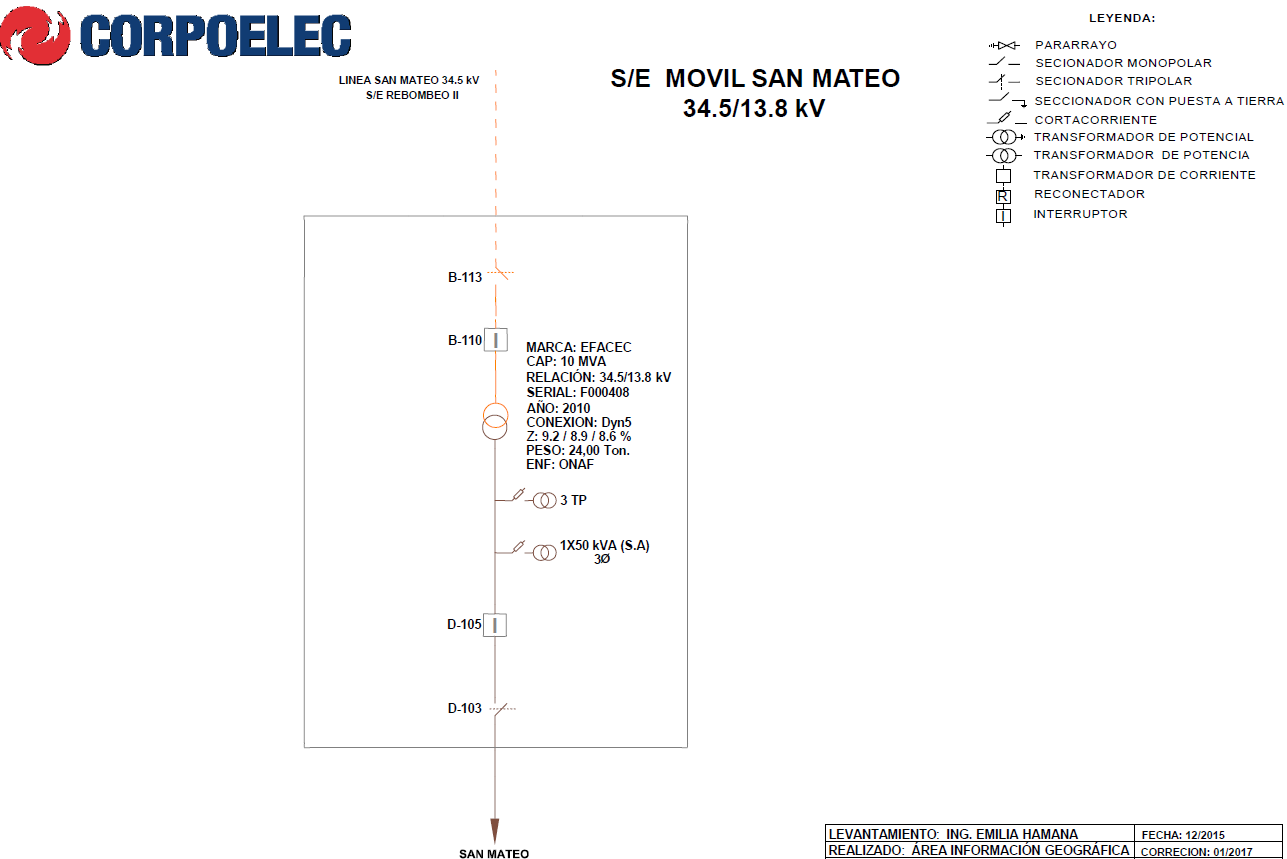 CORPOELEC
LINEA SAN MATEO 34.5 kV
S/E REBOMBEO II
S/E MOVIL SAN MATEO
34.5/13.8 kV
LEYENDA:
PARARRAYO
SECIONADOR MONOPOLAR
SECIONADOR TRIPOLAR
SECCIONADOR CON PUESTA A TIERRA
CORTACORRIENTE
TRANSFORMADOR DE POTENCIAL
TRANSFORMADOR DE POTENCIA
TRANSFORMADOR DE CORRIENTE
R RECONECTADOR
I INTERRUPTOR
B-113
B-110 I
MARCA: EFACEC
CAP: 10 MVA
RELACIÓN: 34.5/13.8 kV
SERIAL: F000408
AÑO: 2010
CONEXION: Dyn5
Z: 9.2 / 8.9 / 8.6 %
PESO: 24,00 Ton.
ENF: ONAF
3 TP
1X50 kVA (S.A)
3Ø
D-105 I
D-103
SAN MATEO
LEVANTAMIENTO: ING. EMILIA HAMANA
FECHA: 12/2015
REALIZADO: ÁREA INFORMACIÓN GEOGRÁFICA
CORRECION: 01/2017